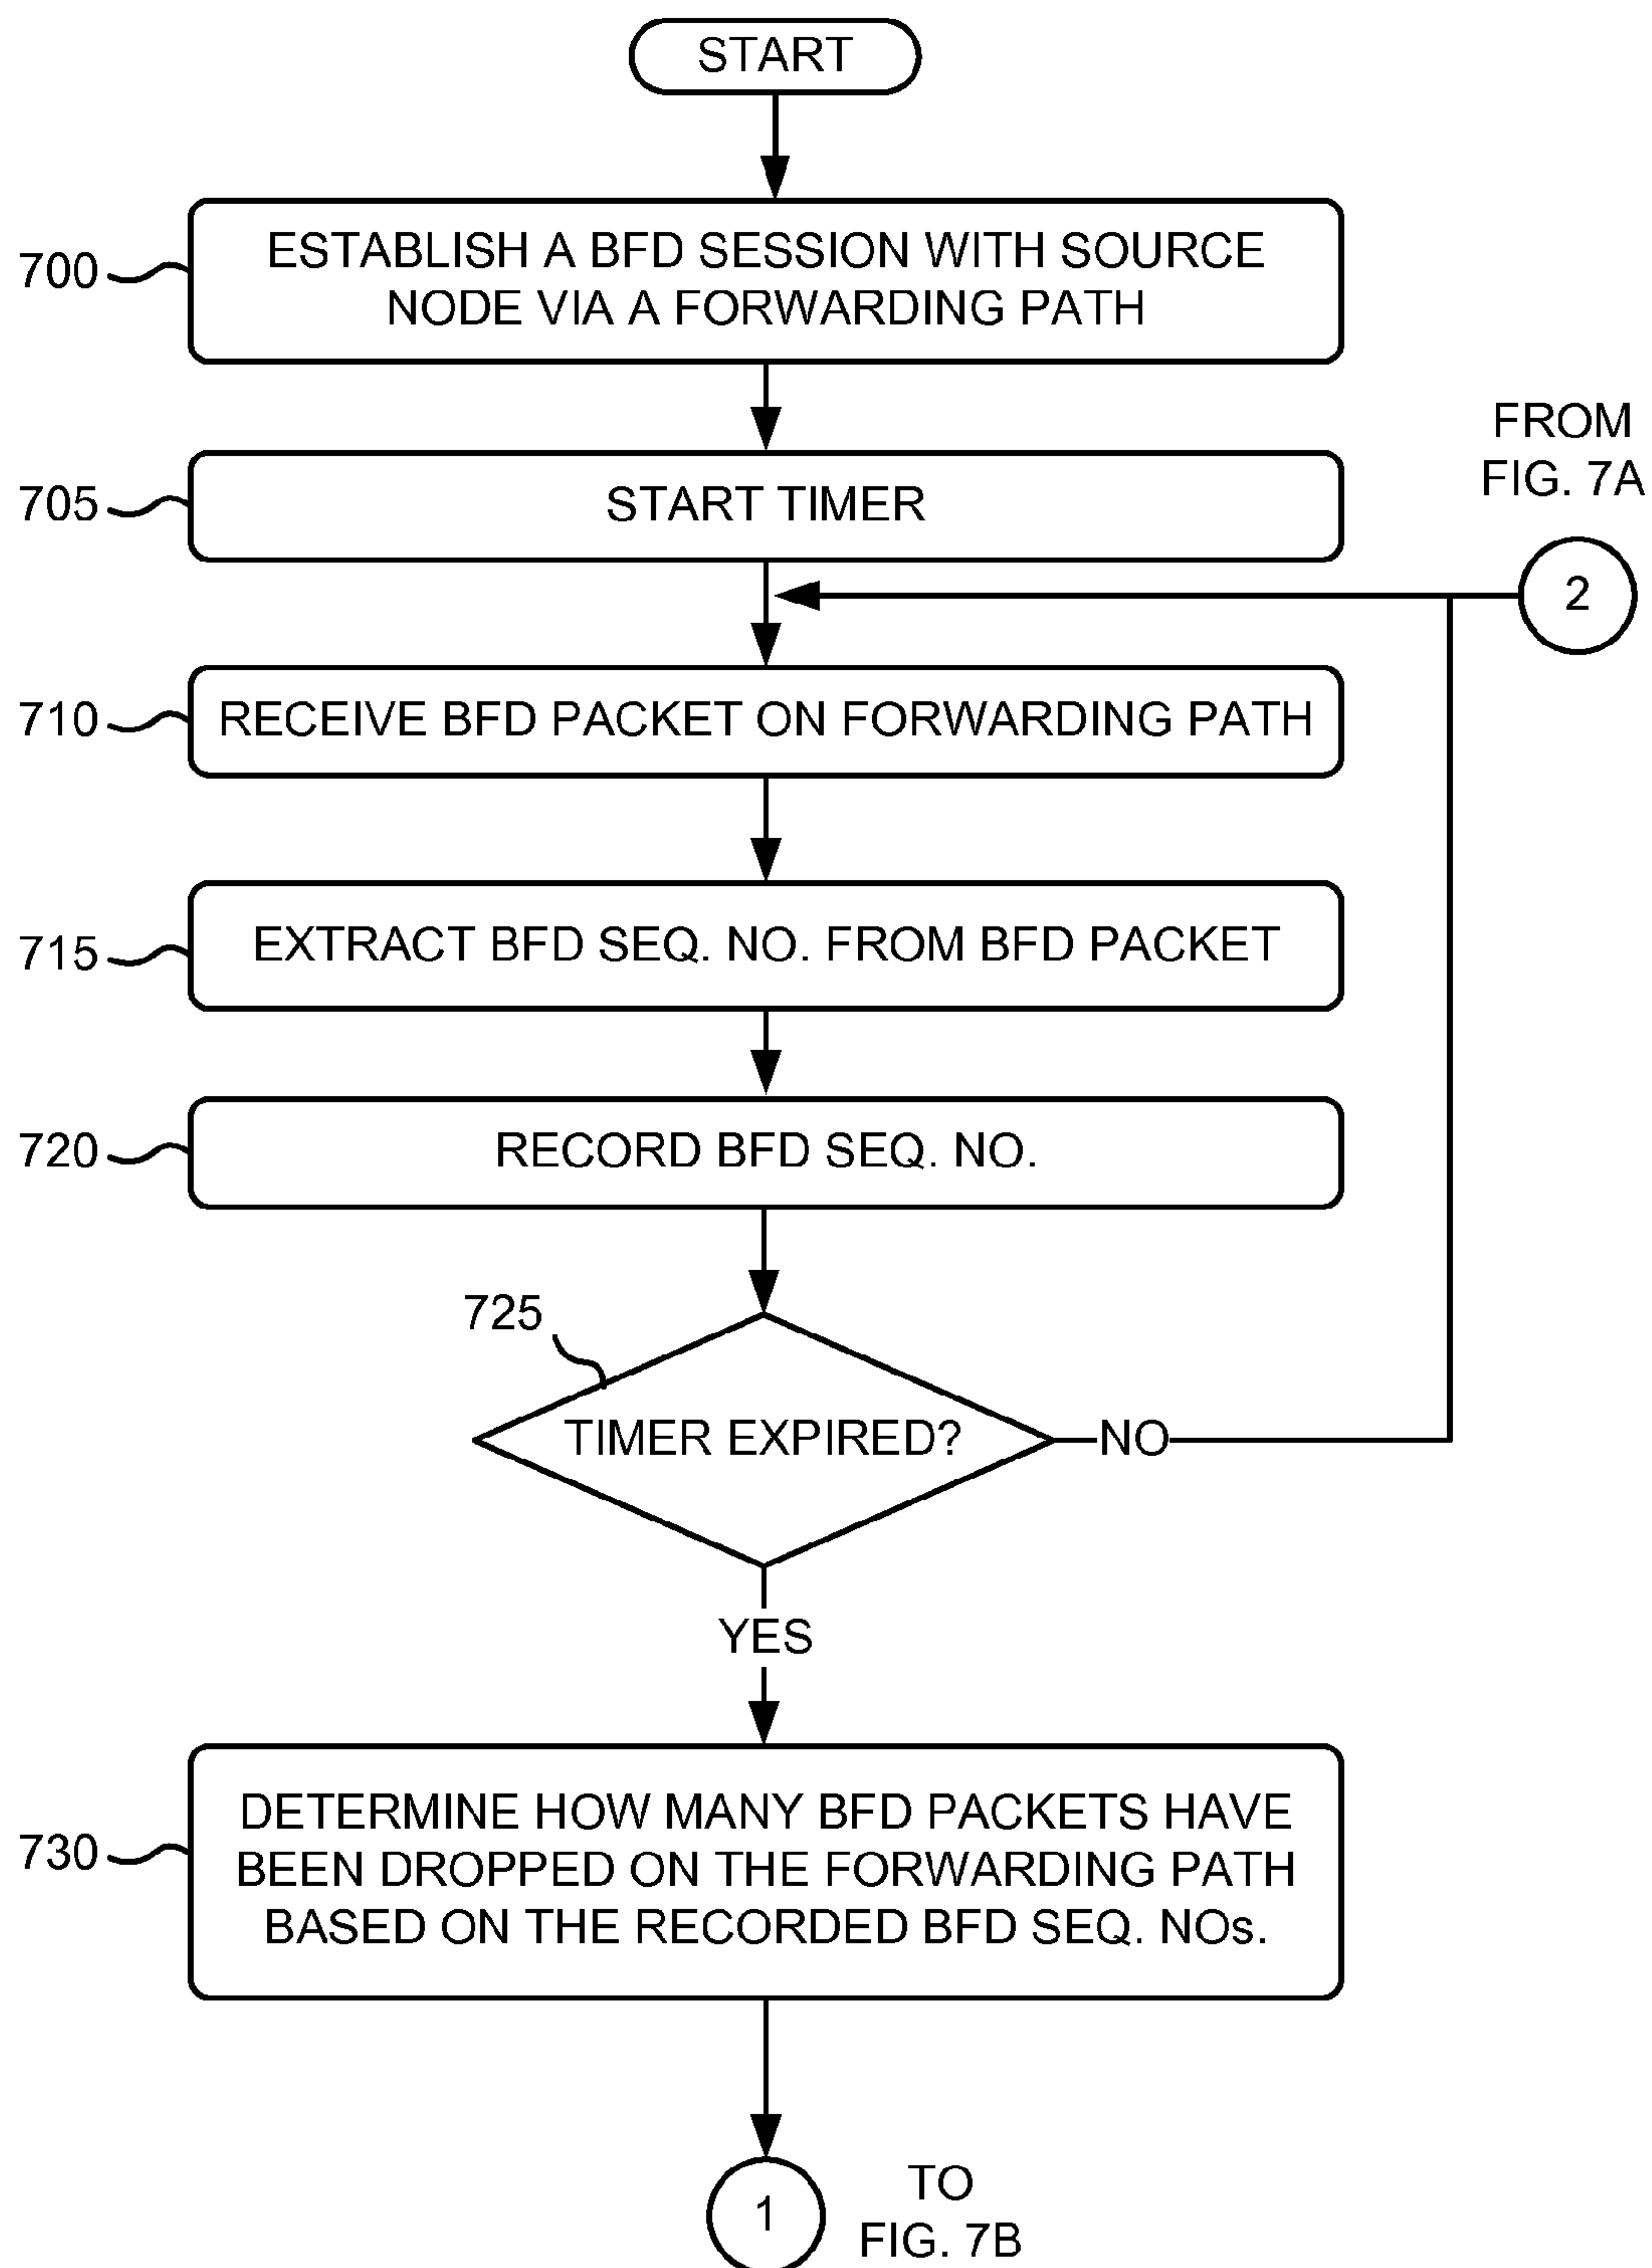 START
700
ESTABLISH A BFD SESSION WITH SOURCE
NODE VIA A FORWARDING PATH
FROM
FIG. 7A
705
START TIMER
2
710
RECEIVE BFD PACKET ON FORWARDING PATH
715
EXTRACT BFD SEQ. NO. FROM BFD PACKET
720
RECORD BFD SEQ. NO.
725
TIMER EXPIRED?
NO
YES
730
DETERMINE HOW MANY BFD PACKETS HAVE
BEEN DROPPED ON THE FORWARDING PATH
BASED ON THE RECORDED BFD SEQ. NOs.
1
TO
FIG. 7B